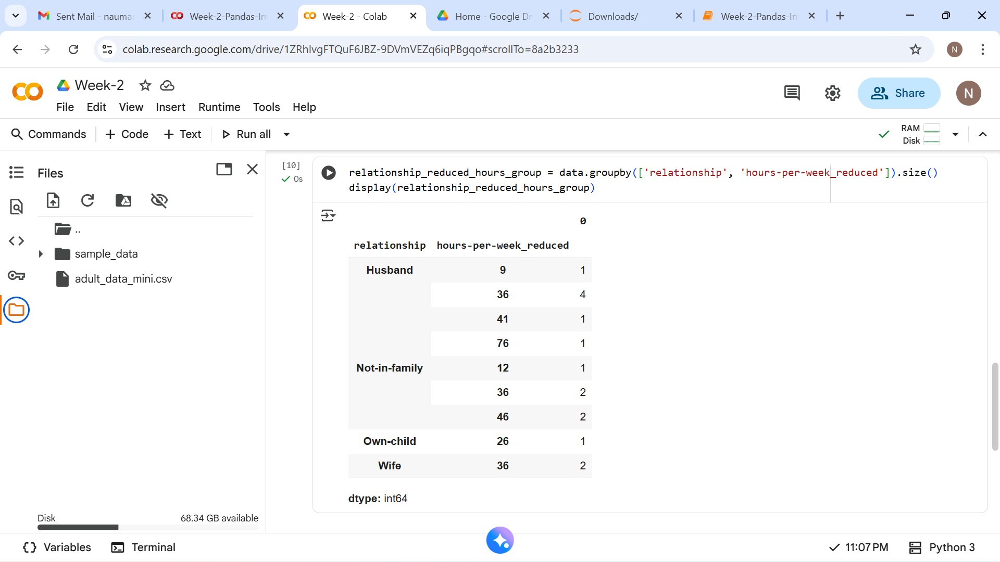 Sent Mail - nauma
Week-2-Pandas-In
Week-2 - Colab
Home - Google Dr
Downloads/
Week-2-Pandas-In
colab.research.google.com/drive/1ZRhIvgFTQuF6JBZ-9DVmVEZq6iqPBgqo#scrollTo=8a2b3233
N
Week-2
File Edit View Insert Runtime Tools Help
Share
N
Commands + Code + Text Run all
RAM
Disk
Files
..
sample_data
adult_data_mini.csv
Disk 68.34 GB available
[10]
0s
relationship_reduced_hours_group = data.groupby(['relationship', 'hours-per-week_reduced']).size()
display(relationship_reduced_hours_group)
0
relationship hours-per-week_reduced
Husband 9 1
36 4
41 1
76 1
Not-in-family 12 1
36 2
46 2
Own-child 26 1
Wife 36 2
dtype: int64
{} Variables Terminal
11:07 PM Python 3